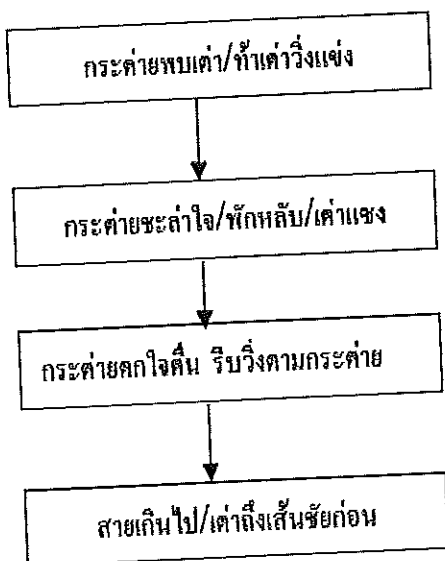 กระต่ายพบเต่า/ท้าเต่าวิ่งแข่ง
กระต่ายชะล่าใจ/พักหลับ/เต่าแซง
กระต่ายตกใจตื่น รีบวิ่งตามกระต่าย
สายเกินไป/เต่าถึงเส้นชัยก่อน